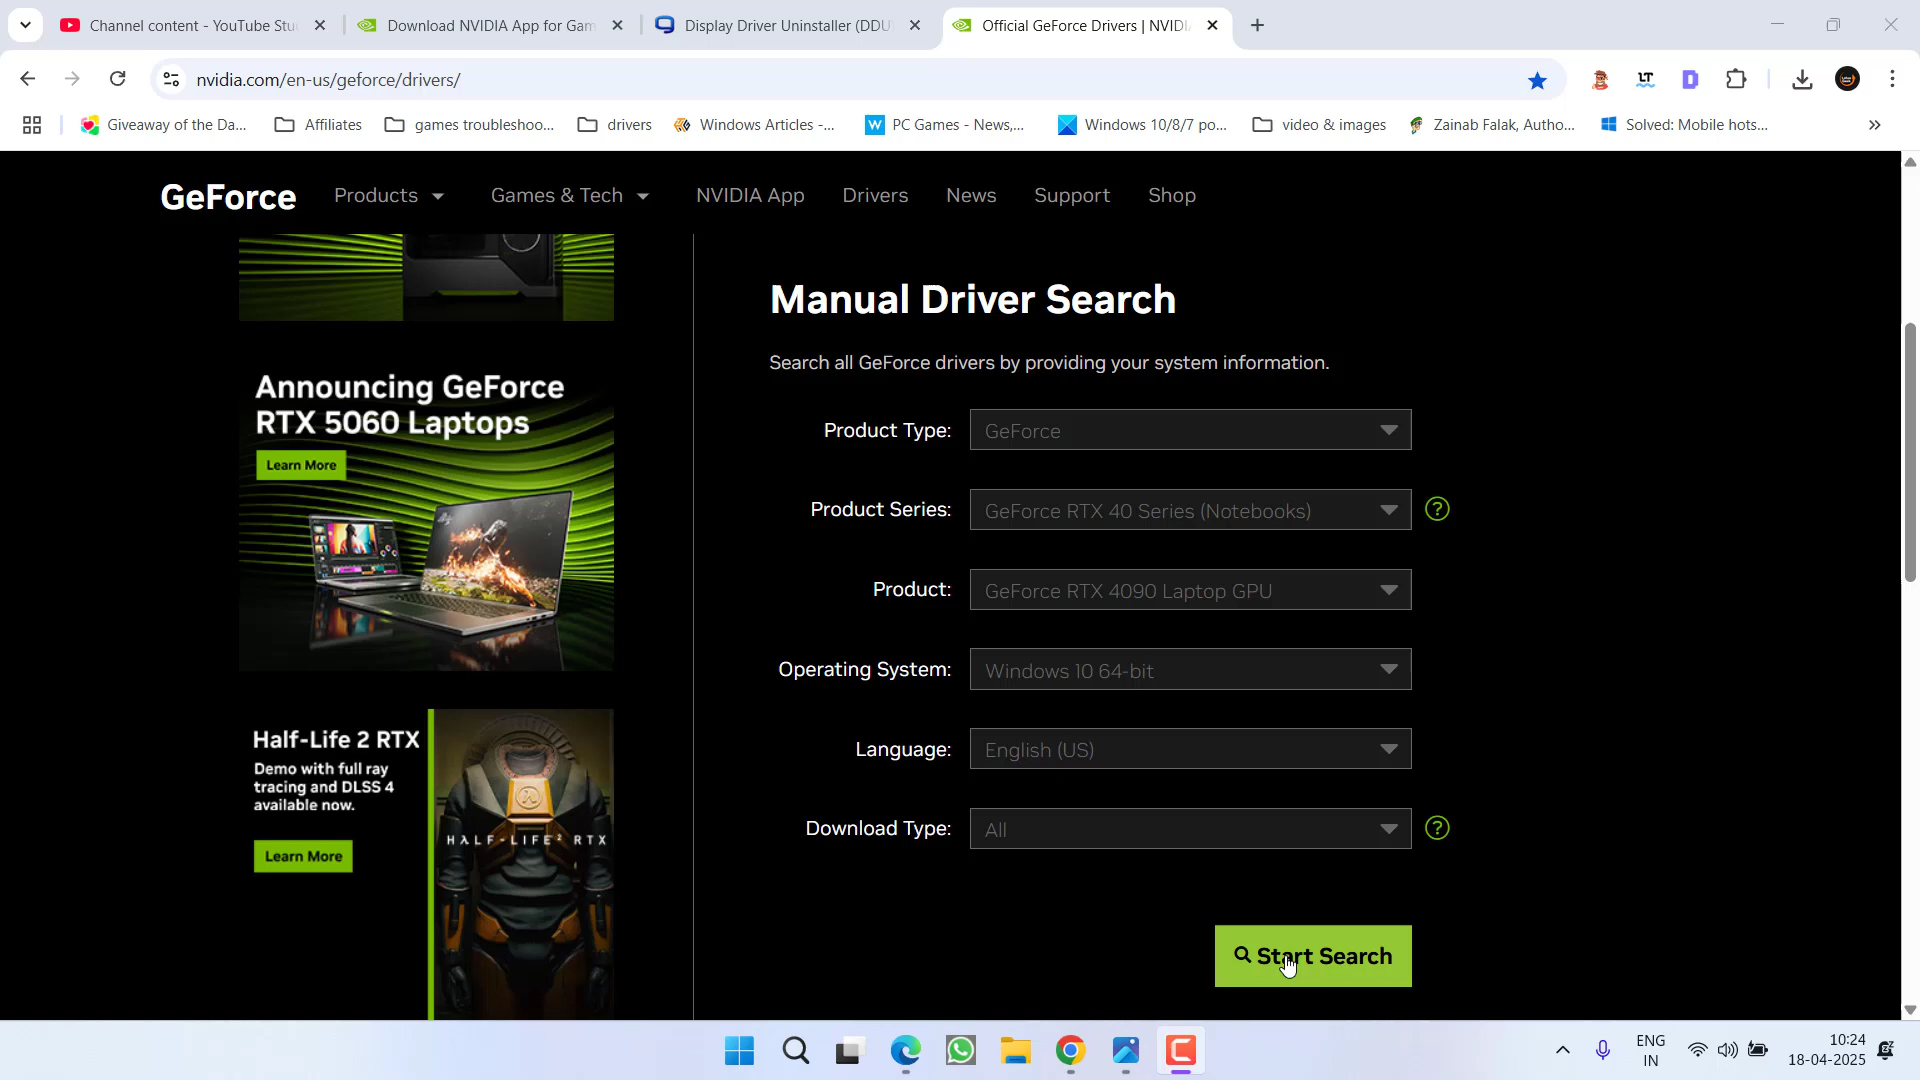 Channel content - YouTube Stu
Download NVIDIA App for Gam
Display Driver Uninstaller (DDU
Official GeForce Drivers | NVIDI
nvidia.com/en-us/geforce/drivers/
Giveaway of the Da...
Affiliates
games troubleshoo...
drivers
Windows Articles -...
PC Games - News,...
Windows 10/8/7 po...
video & images
Zainab Falak, Autho...
Solved: Mobile hots...
GeForce
Products
Games & Tech
NVIDIA App
Drivers
News
Support
Shop
Announcing GeForce
RTX 5060 Laptops
Learn More
Half-Life 2 RTX
Demo with full ray
tracing and DLSS 4
available now.
Learn More
HλLF-LIFE² RTX
Manual Driver Search
Search all GeForce drivers by providing your system information.
Product Type: GeForce
Product Series: GeForce RTX 40 Series (Notebooks)
Product: GeForce RTX 4090 Laptop GPU
Operating System: Windows 10 64-bit
Language: English (US)
Download Type: All
Start Search
ENG
IN
10:24
18-04-2025